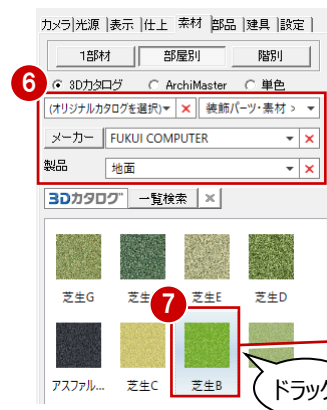 カメラ|光源 |表示 |仕上 素材 |部品 |建具 |設定 |
1部材 部屋別 階別
6
3Dカタログ ArchiMaster 単色
(オリジナルカタログを選択) × 装飾パーツ・素材 >
メーカー FUKUI COMPUTER ×
製品 地面 ×
3Dカタログ 一覧検索 ×
芝生G 芝生E 芝生D
7
アスファル... 芝生C 芝生B
ドラッグ